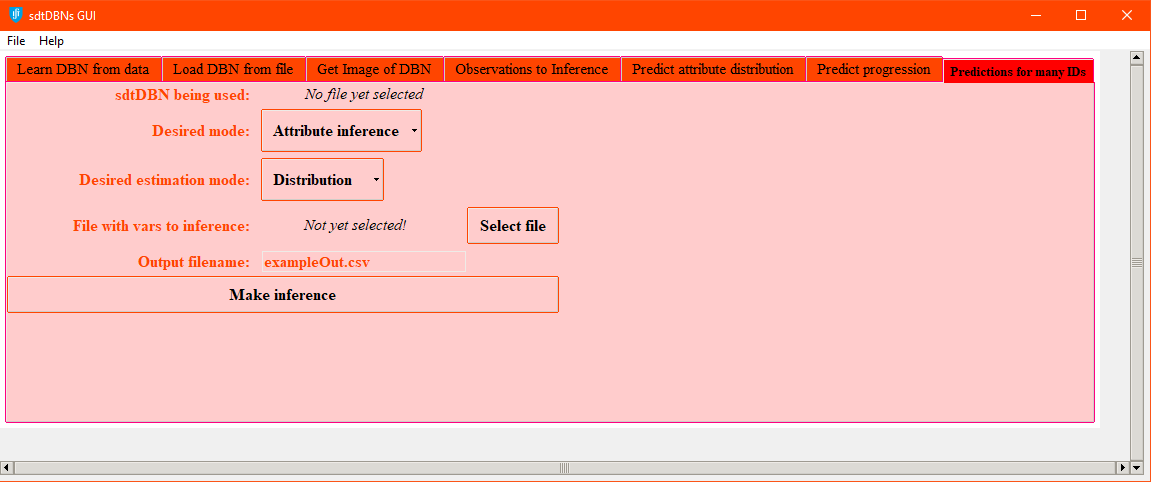 sdtDBNs GUI
File Help
Learn DBN from data Load DBN from file Get Image of DBN Observations to Inference Predict attribute distribution Predict progression Predictions for many IDs
sdtDBN being used: No file yet selected
Desired mode: Attribute inference
Desired estimation mode: Distribution
File with vars to inference: Not yet selected! Select file
Output filename: exampleOut.csv
Make inference